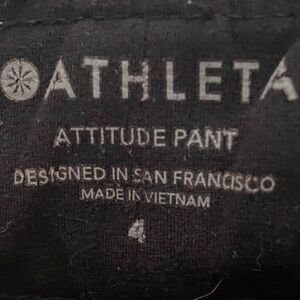 ATHLETA
ATTITUDE PANT
DESIGNED IN SAN FRANCISCO
MADE IN VIETNAM
4